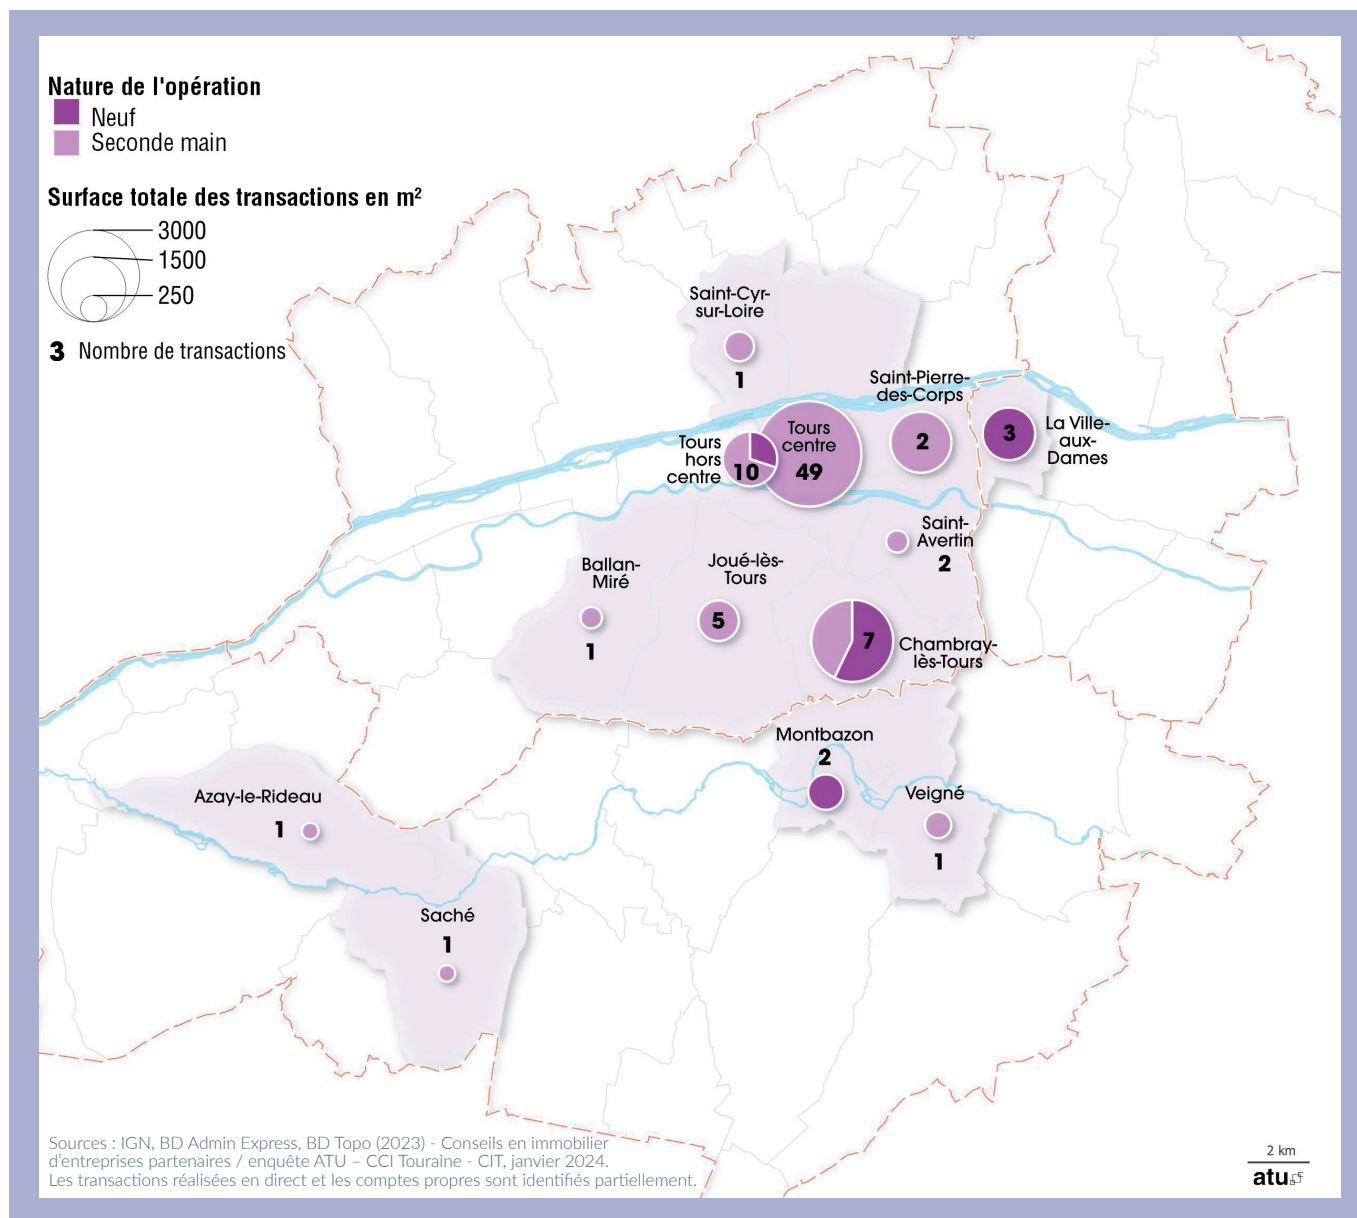 Nature de l'opération
Neuf
Seconde main
Surface totale des transactions en m²
3000
1500
250
3 Nombre de transactions
Saint-Cyr-
sur-Loire
1
Saint-Pierre-
des-Corps
2
Tours
centre
49
Tours
hors
centre
10
3
La Ville-
aux-
Dames
Saint-
Avertin
2
Ballan-
Miré
1
Joué-lès-
Tours
5
7
Chambray-
lès-Tours
Montbazon
2
Veigné
1
Azay-le-Rideau
1
Saché
1
Sources : IGN, BD Admin Express, BD Topo (2023) - Conseils en immobilier
d'entreprises partenaires / enquête ATU – CCI Touraine - CIT, janvier 2024.
Les transactions réalisées en direct et les comptes propres sont identifiés partiellement.
2 km
atu